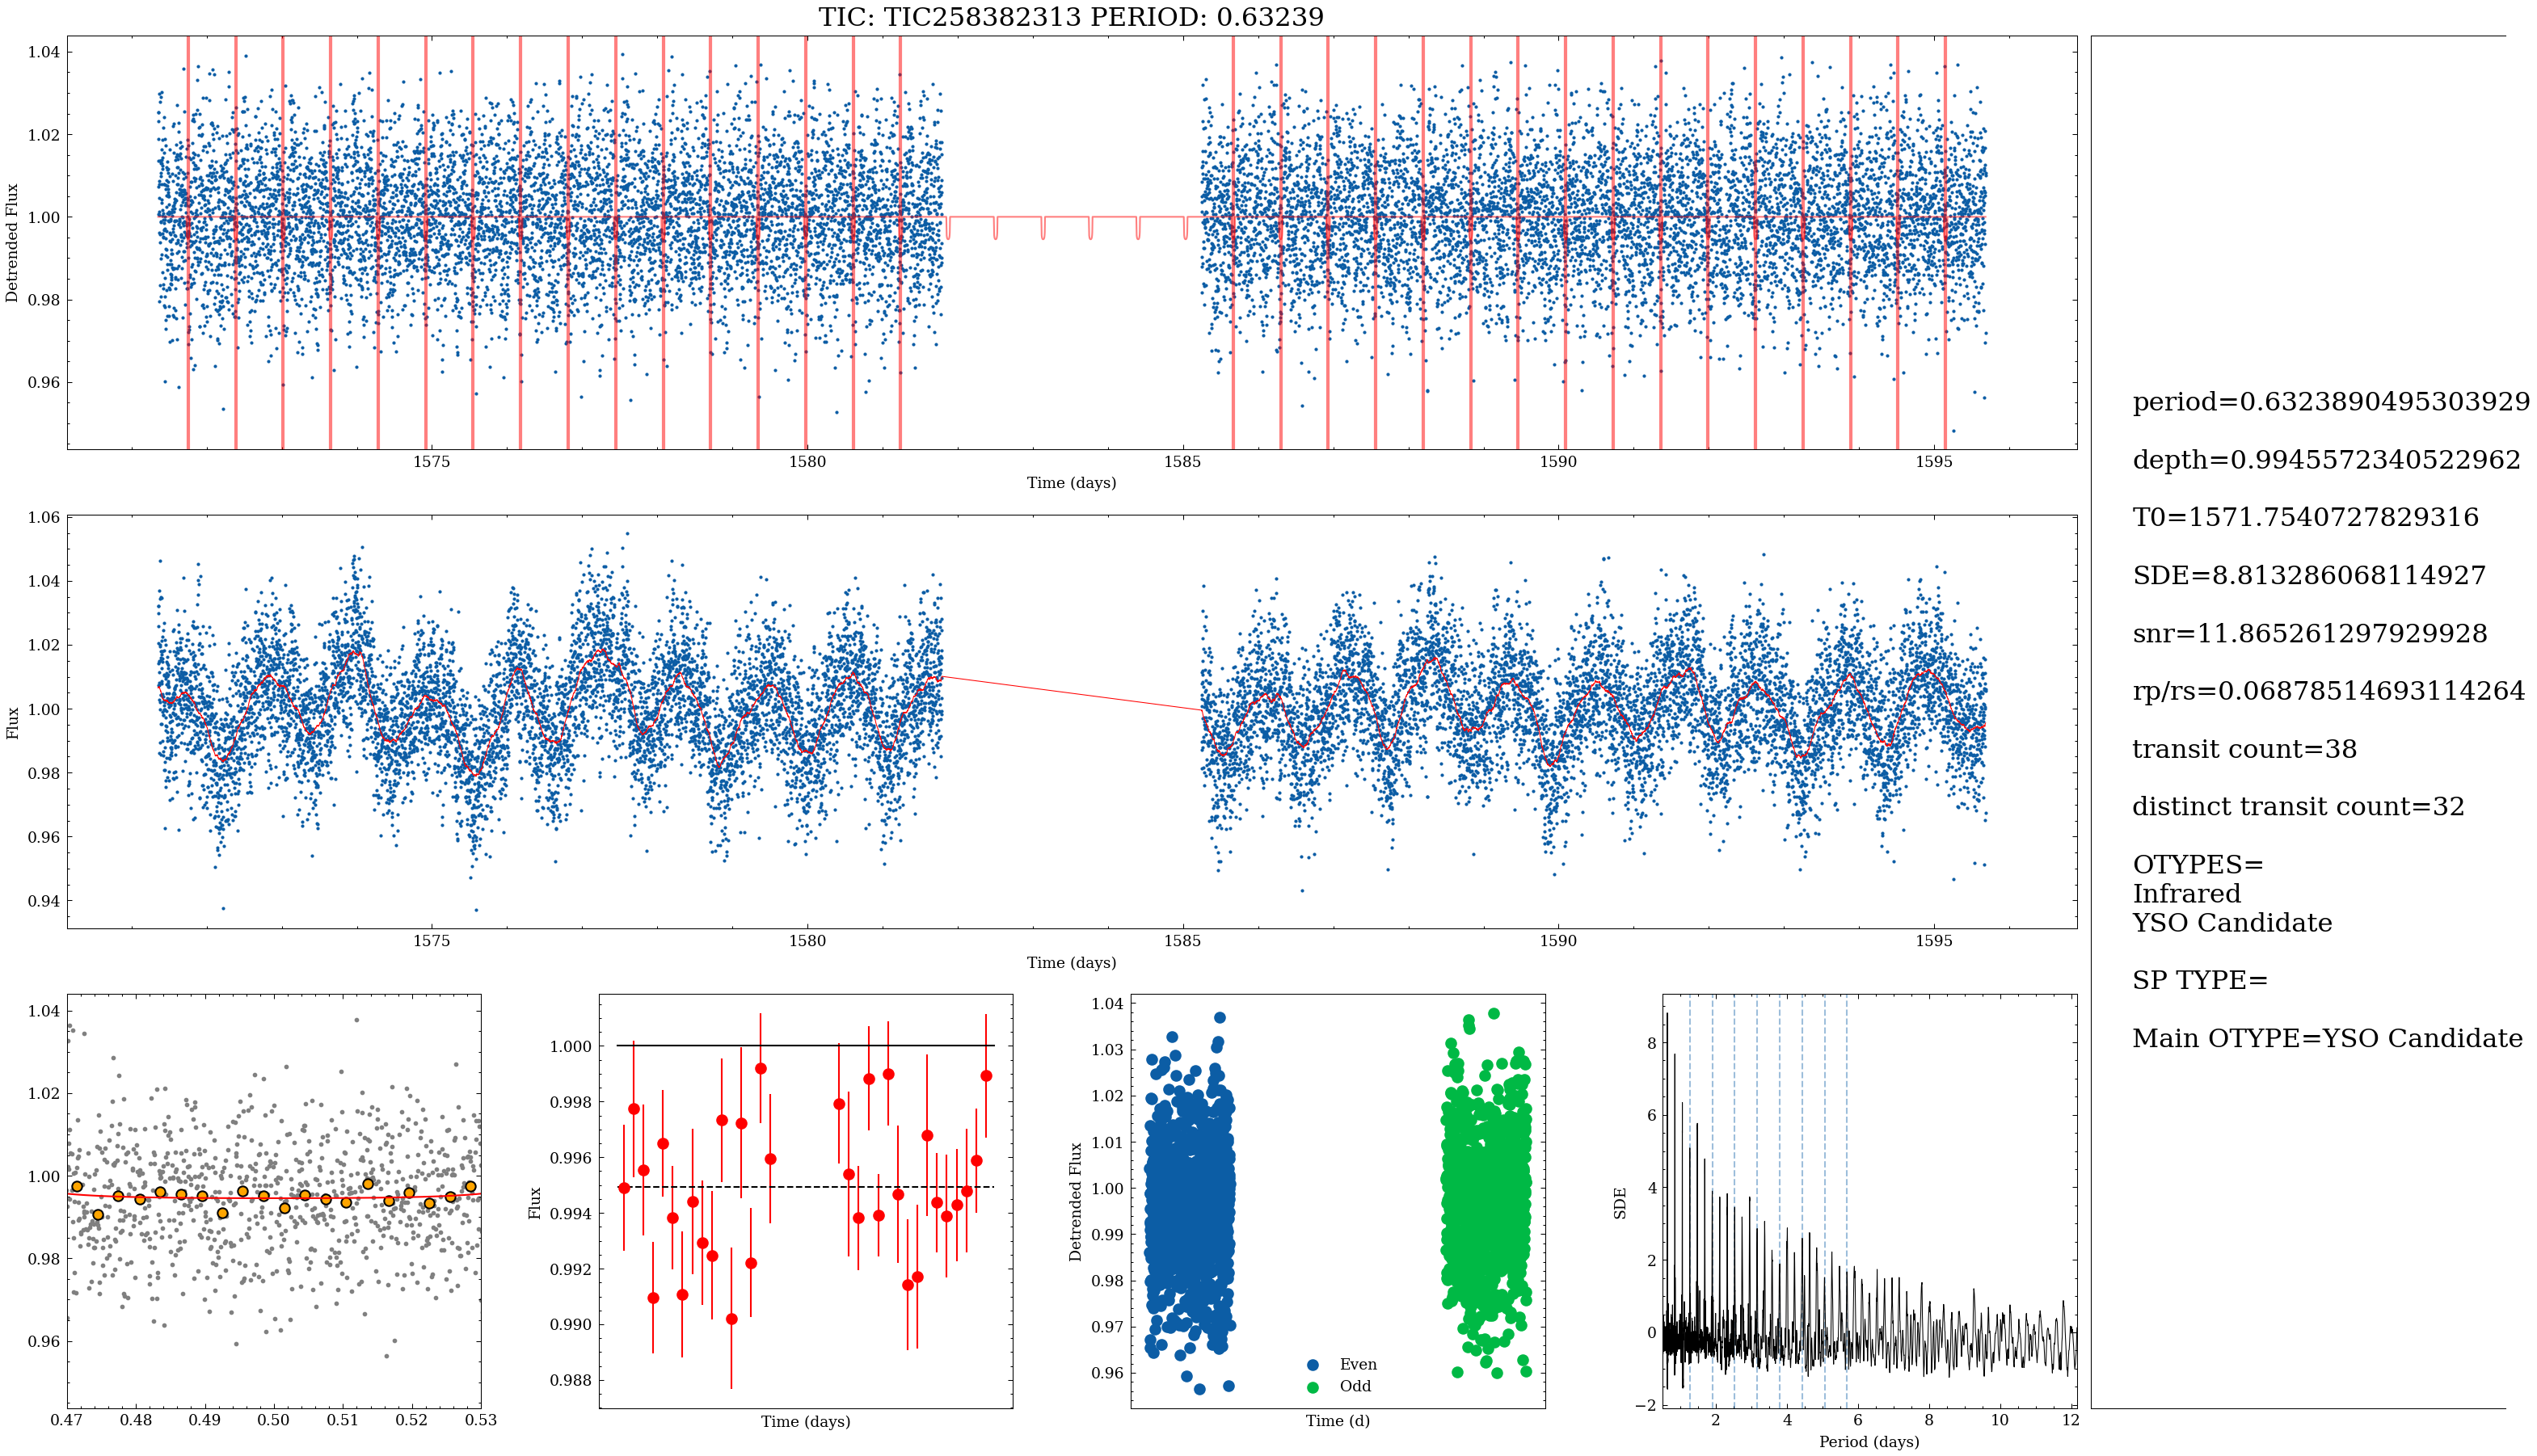 TIC: TIC258382313 PERIOD: 0.63239
1.04
1.02
1.00
0.98
0.96
Detrended Flux
1575
1580
1585
1590
1595
Time (days)
1.06
1.04
1.02
1.00
0.98
0.96
0.94
Flux
1575
1580
1585
1590
1595
Time (days)
1.04
1.02
1.00
0.98
0.96
0.47
0.48
0.49
0.50
0.51
0.52
0.53
1.000
0.998
0.996
0.994
0.992
0.990
0.988
Flux
Time (days)
1.04
1.03
1.02
1.01
1.00
0.99
0.98
0.97
0.96
Detrended Flux
Even
Odd
Time (d)
8
6
4
2
0
−2
SDE
2
4
6
8
10
12
Period (days)
period=0.6323890495303929
depth=0.9945572340522962
T0=1571.7540727829316
SDE=8.813286068114927
snr=11.865261297929928
rp/rs=0.06878514693114264
transit count=38
distinct transit count=32
OTYPES=
Infrared
YSO Candidate
SP TYPE=
Main OTYPE=YSO Candidate